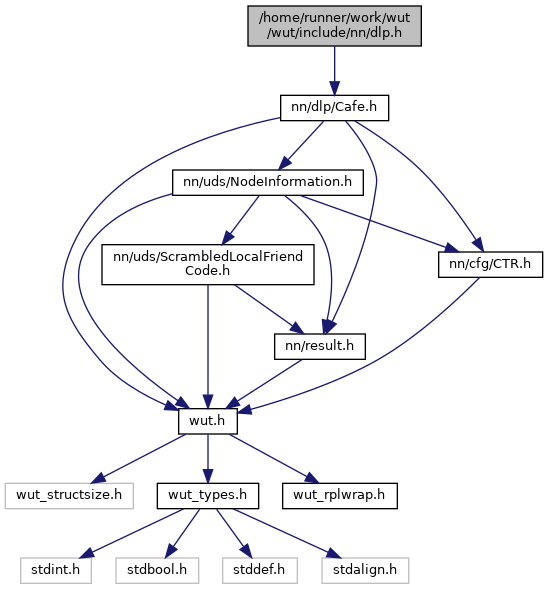 /home/runner/work/wut
/wut/include/nn/dlp.h
nn/dlp/Cafe.h
nn/uds/NodeInformation.h
nn/uds/ScrambledLocalFriend
Code.h
nn/cfg/CTR.h
nn/result.h
wut.h
wut_structsize.h
wut_types.h
wut_rplwrap.h
stdint.h
stdbool.h
stddef.h
stdalign.h